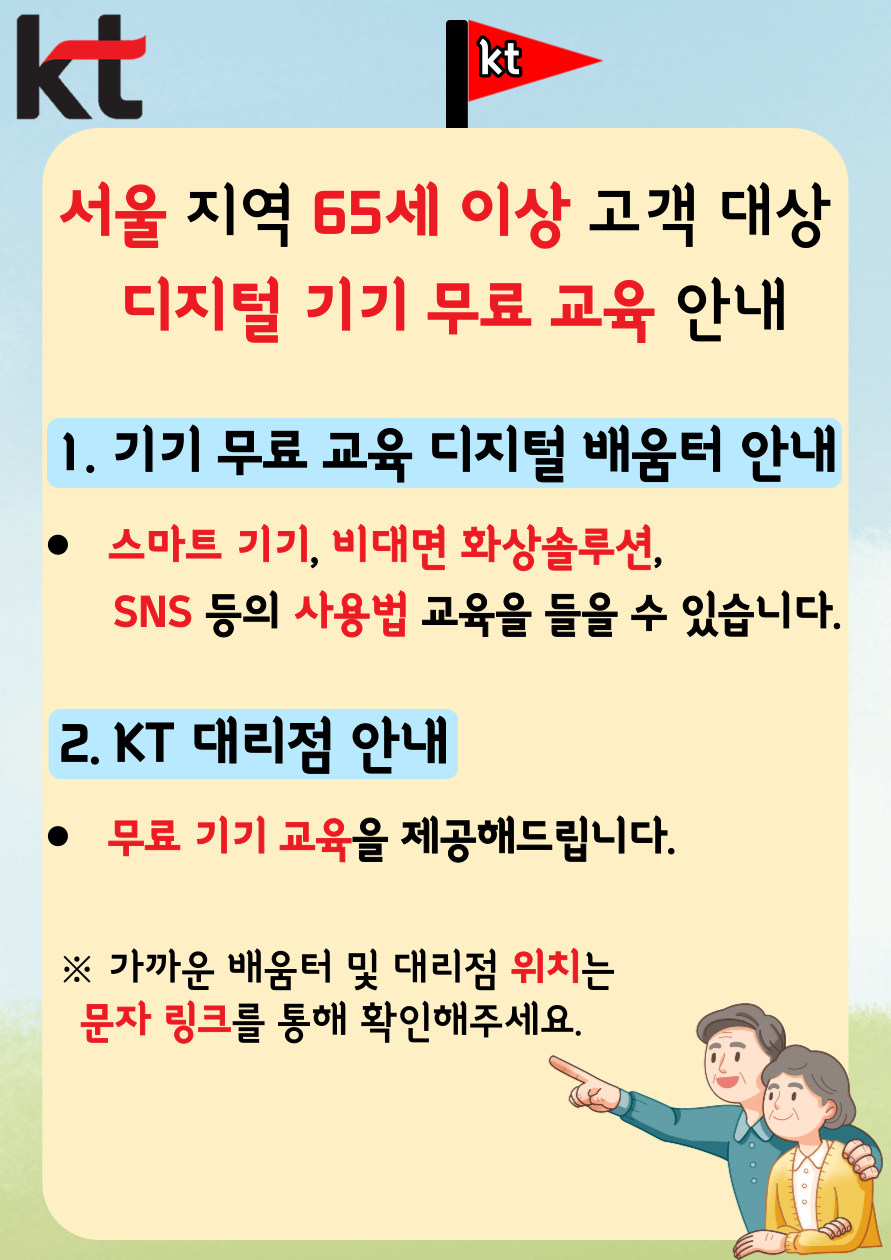 kt
kt
서울 지역 65세 이상 고객 대상
디지털 기기 무료 교육 안내
1. 기기 무료 교육 디지털 배움터 안내
● 스마트 기기, 비대면 화상솔루션,
SNS 등의 사용법 교육을 들을 수 있습니다.
2. KT 대리점 안내
● 무료 기기 교육을 제공해드립니다.
※ 가까운 배움터 및 대리점 위치는
문자 링크를 통해 확인해주세요.